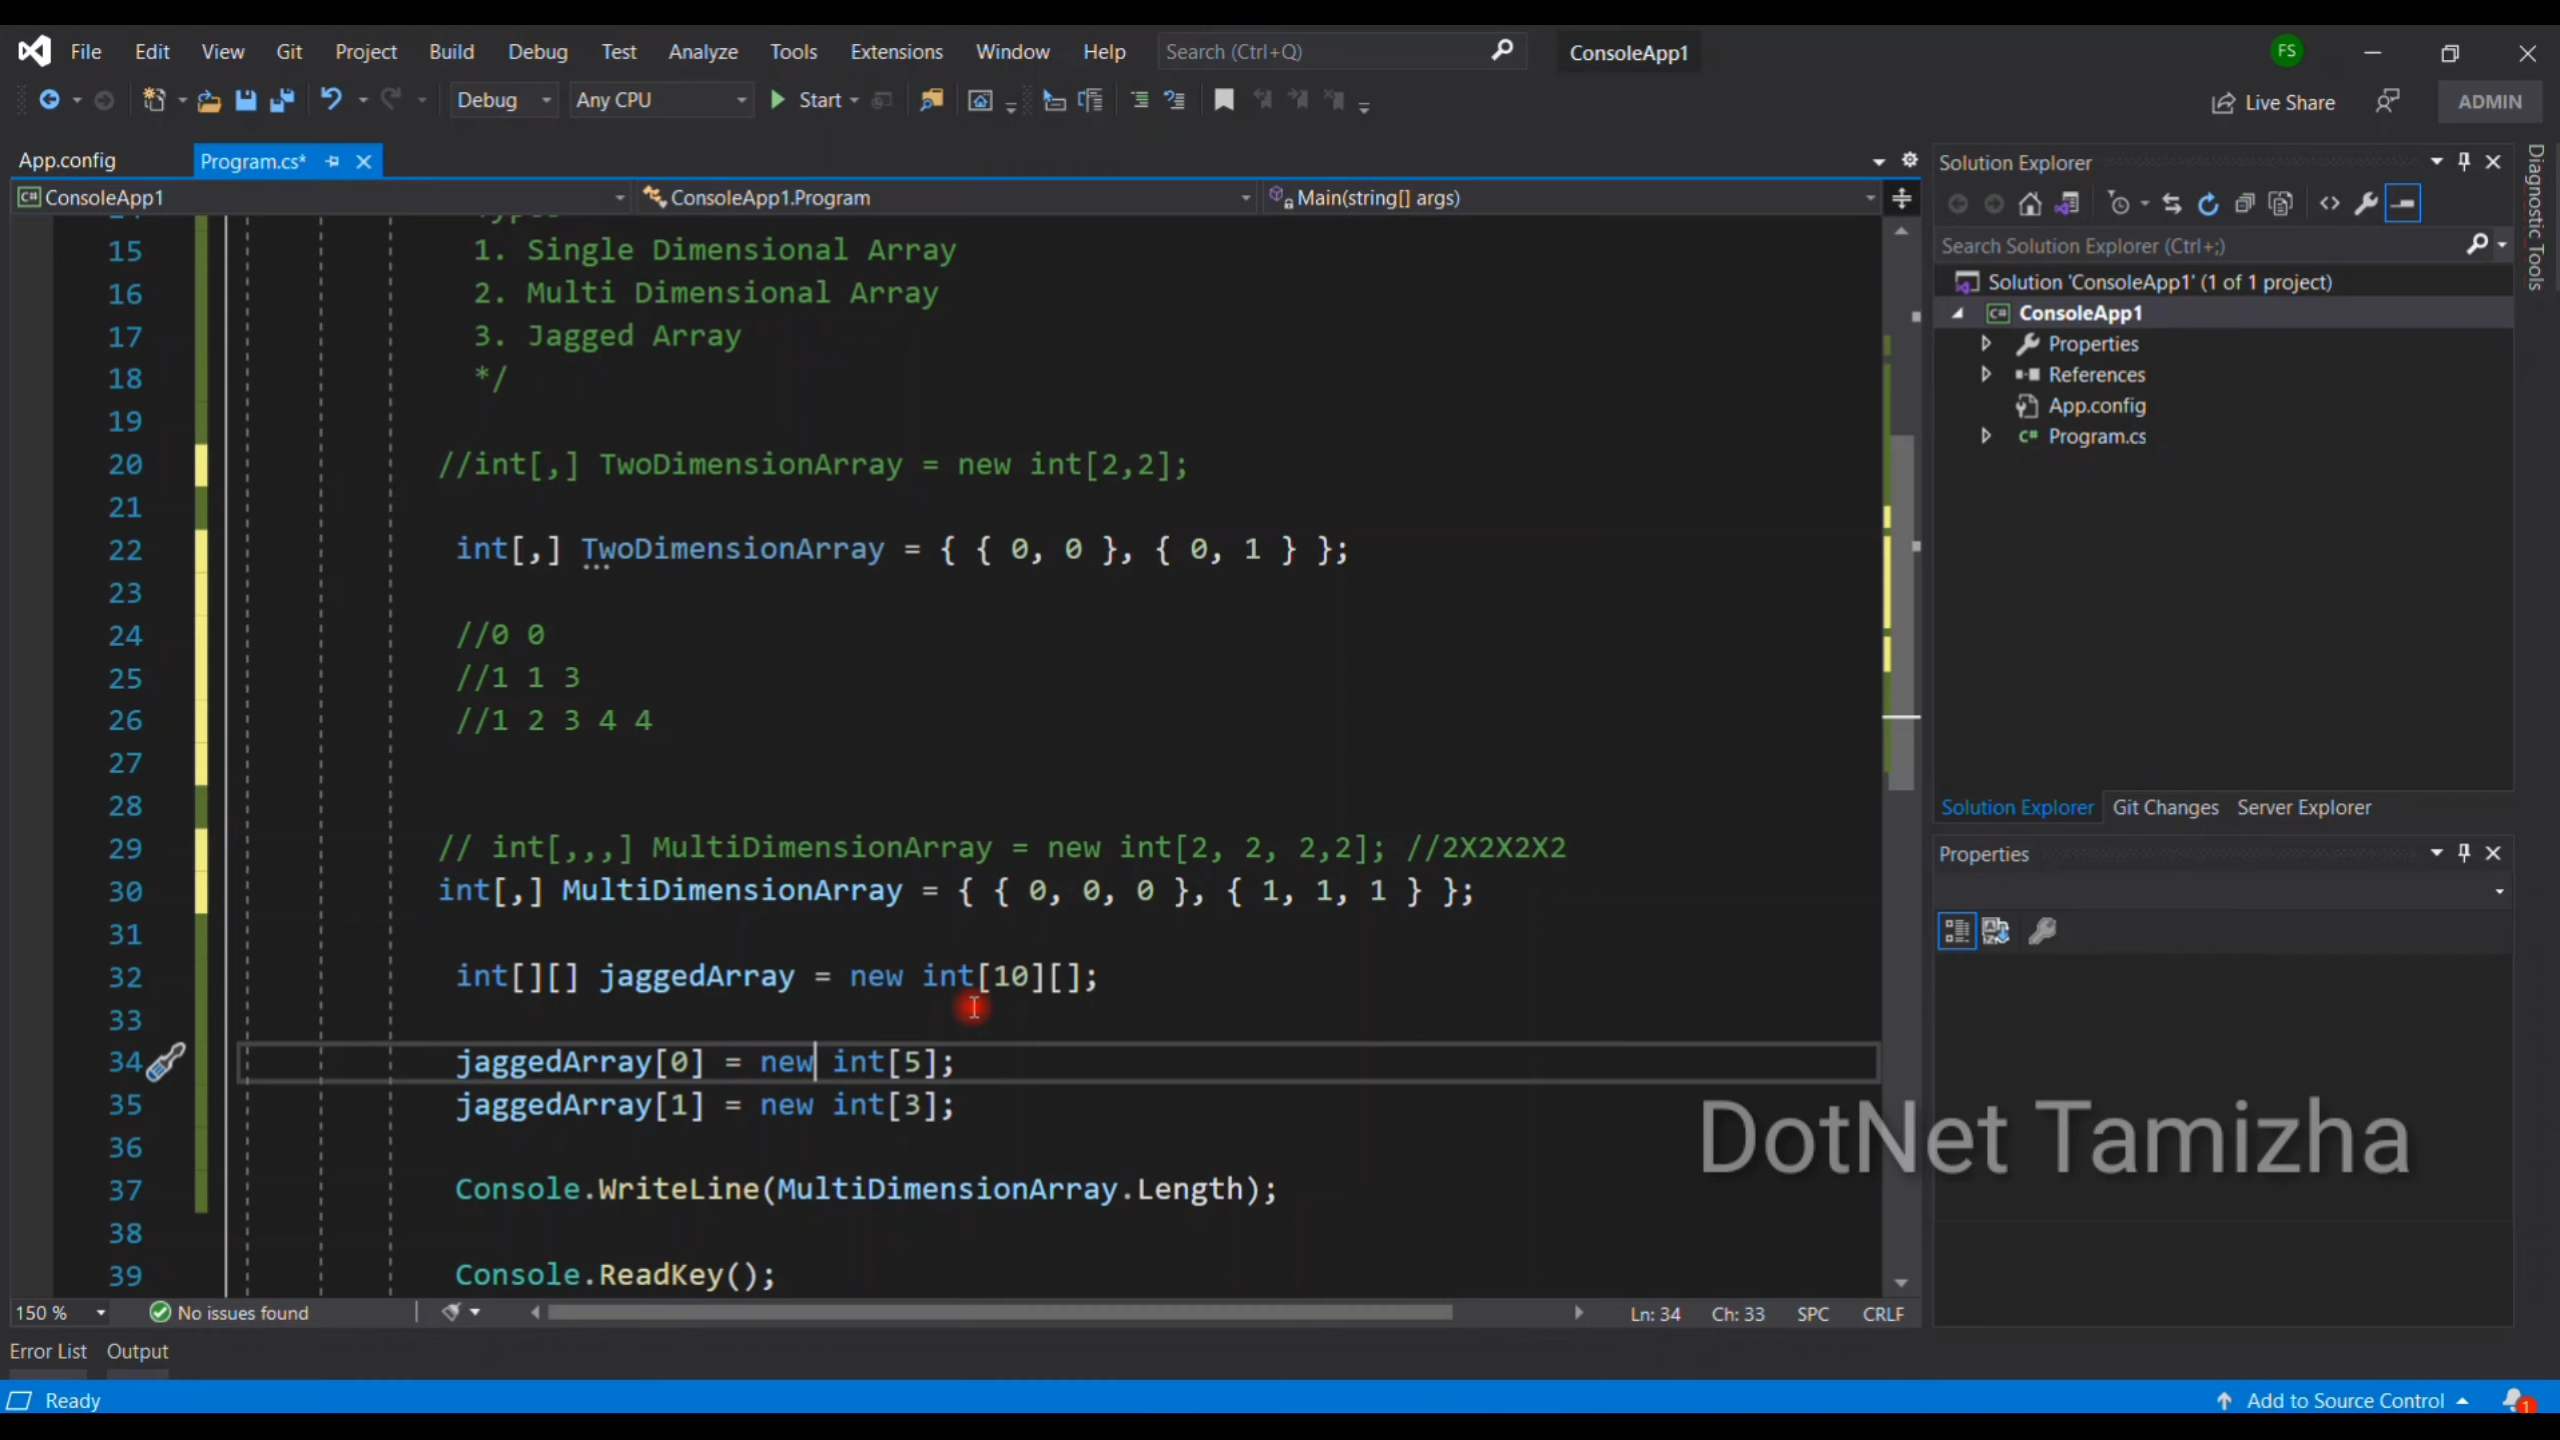 File Edit View Git Project Build Debug Test Analyze Tools Extensions Window Help Search (Ctrl+Q) ConsoleApp1 FS
Debug Any CPU Start Live Share ADMIN
App.config Program.cs*
ConsoleApp1 ConsoleApp1.Program Main(string[] args)
15 1. Single Dimensional Array
16 2. Multi Dimensional Array
17 3. Jagged Array
18 */
19
20 //int[,] TwoDimensionArray = new int[2,2];
21
22 int[,] TwoDimensionArray = { { 0, 0 }, { 0, 1 } };
23
24 //0 0
25 //1 1 3
26 //1 2 3 4 4
27
28
29 // int[,,,] MultiDimensionArray = new int[2, 2, 2,2]; //2X2X2X2
30 int[,] MultiDimensionArray = { { 0, 0, 0 }, { 1, 1, 1 } };
31
32 int[][] jaggedArray = new int[10][];
33
34 jaggedArray[0] = new int[5];
35 jaggedArray[1] = new int[3];
36
37 Console.WriteLine(MultiDimensionArray.Length);
38
39 Console.ReadKey();
150 % No issues found Ln: 34 Ch: 33 SPC CRLF
Error List Output
Ready Add to Source Control 1
Solution Explorer
Search Solution Explorer (Ctrl+;)
Solution 'ConsoleApp1' (1 of 1 project)
ConsoleApp1
Properties
References
App.config
Program.cs
Solution Explorer Git Changes Server Explorer
Properties
Diagnostic Tools
DotNet Tamizha